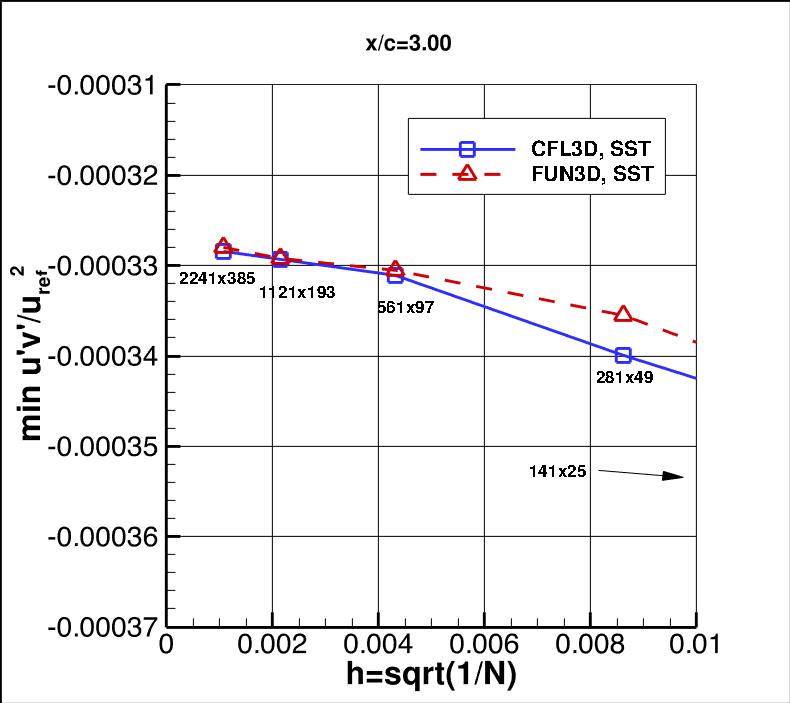 x/c=3.00
-0.00031
CFL3D, SST
FUN3D, SST
-0.00032
-0.00033
2241x385
1121x193
561x97
-0.00034
281x49
min u'v'/u_ref^2
-0.00035
141x25
-0.00036
-0.00037
0 0.002 0.004 0.006 0.008 0.01
h=sqrt(1/N)